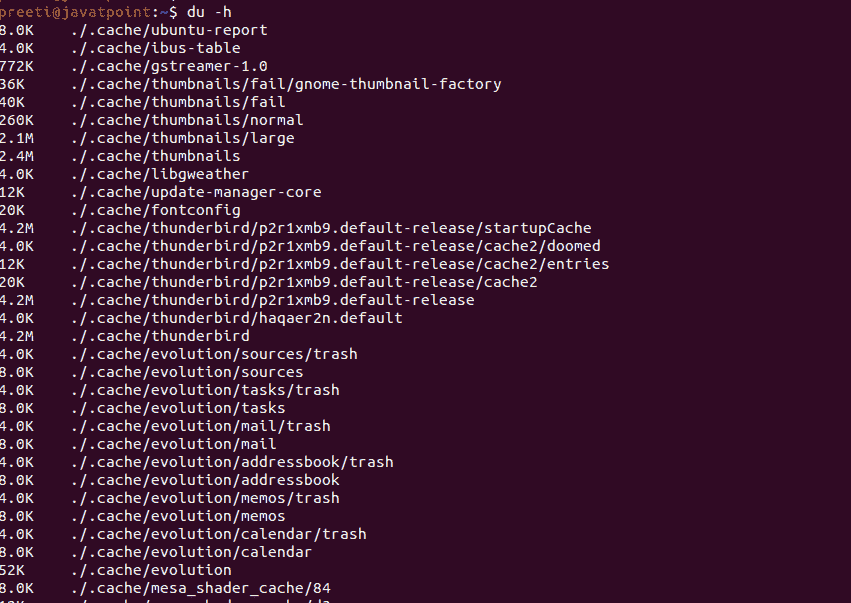 preeti@javatpoint:~$ du -h
8.0K ./.cache/ubuntu-report
4.0K ./.cache/ibus-table
772K ./.cache/gstreamer-1.0
36K ./.cache/thumbnails/fail/gnome-thumbnail-factory
40K ./.cache/thumbnails/fail
260K ./.cache/thumbnails/normal
2.1M ./.cache/thumbnails/large
2.4M ./.cache/thumbnails
4.0K ./.cache/libgweather
12K ./.cache/update-manager-core
20K ./.cache/fontconfig
4.2M ./.cache/thunderbird/p2r1xmb9.default-release/startupCache
4.0K ./.cache/thunderbird/p2r1xmb9.default-release/cache2/doomed
12K ./.cache/thunderbird/p2r1xmb9.default-release/cache2/entries
20K ./.cache/thunderbird/p2r1xmb9.default-release/cache2
4.2M ./.cache/thunderbird/p2r1xmb9.default-release
4.0K ./.cache/thunderbird/haqaer2n.default
4.2M ./.cache/thunderbird
4.0K ./.cache/evolution/sources/trash
8.0K ./.cache/evolution/sources
4.0K ./.cache/evolution/tasks/trash
8.0K ./.cache/evolution/tasks
4.0K ./.cache/evolution/mail/trash
8.0K ./.cache/evolution/mail
4.0K ./.cache/evolution/addressbook/trash
8.0K ./.cache/evolution/addressbook
4.0K ./.cache/evolution/memos/trash
8.0K ./.cache/evolution/memos
4.0K ./.cache/evolution/calendar/trash
8.0K ./.cache/evolution/calendar
52K ./.cache/evolution
8.0K ./.cache/mesa_shader_cache/84